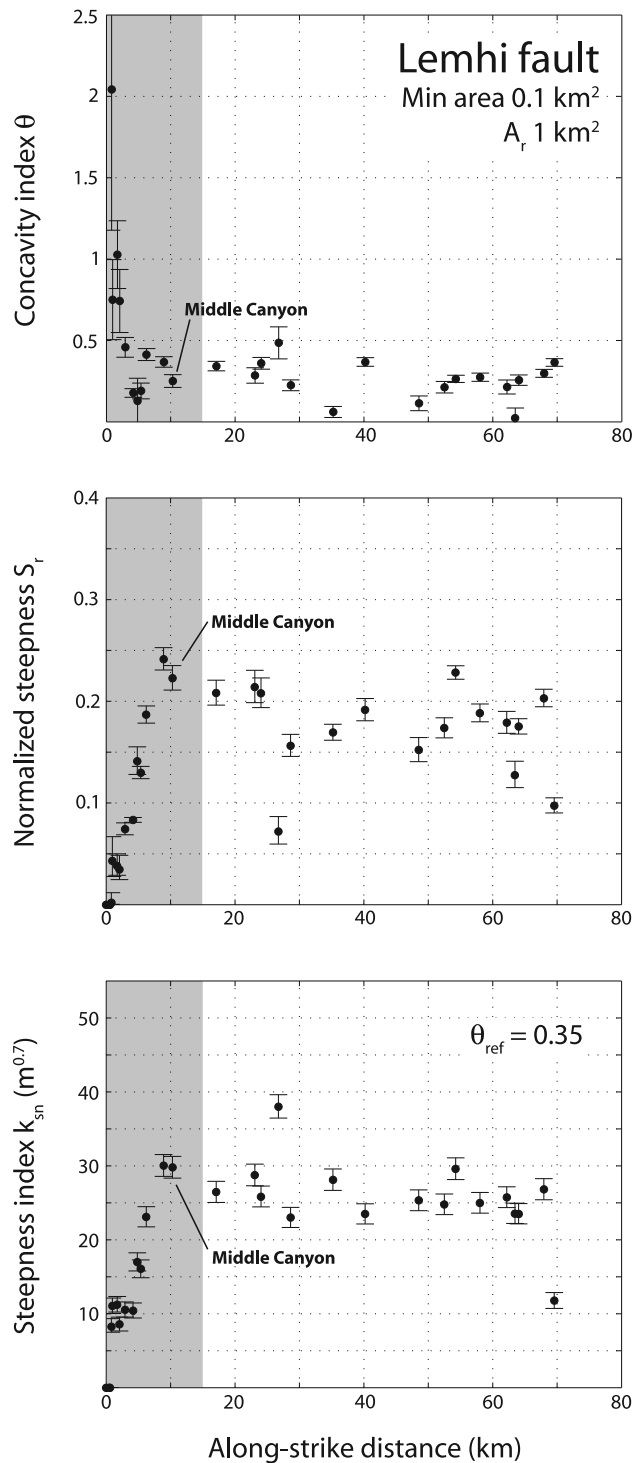 Lemhi fault
Min area 0.1 km²
Aᵣ 1 km²
Concavity index θ
2.5
2
1.5
1
0.5
Middle Canyon
0 20 40 60 80
Normalized steepness Sᵣ
0.4
0.3
0.2
0.1
Middle Canyon
0 20 40 60 80
Steepness index kₛₙ (m⁰·⁷)
θref = 0.35
50
40
30
20
10
Middle Canyon
0 20 40 60 80
Along-strike distance (km)